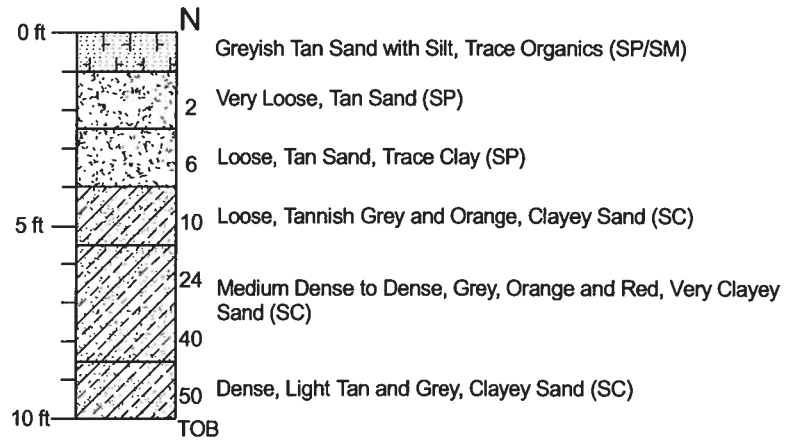 N
0 ft
Greyish Tan Sand with Silt, Trace Organics (SP/SM)
2 Very Loose, Tan Sand (SP)
6 Loose, Tan Sand, Trace Clay (SP)
5 ft 10 Loose, Tannish Grey and Orange, Clayey Sand (SC)
24 Medium Dense to Dense, Grey, Orange and Red, Very Clayey
Sand (SC)
40
50 Dense, Light Tan and Grey, Clayey Sand (SC)
10 ft
TOB